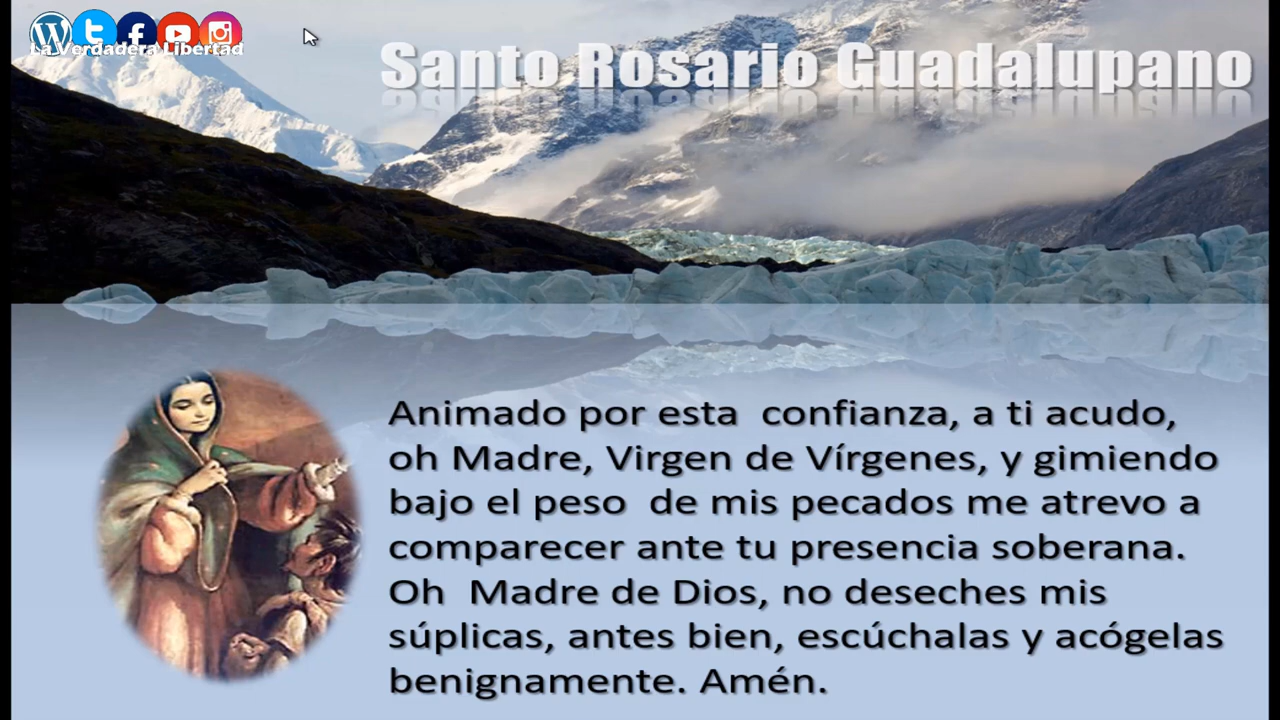 La Verdadera Libertad
Santo Rosario Guadalupano
Animado por esta confianza, a ti acudo,
oh Madre, Virgen de Vírgenes, y gimiendo
bajo el peso de mis pecados me atrevo a
comparecer ante tu presencia soberana.
Oh Madre de Dios, no deseches mis
súplicas, antes bien, escúchalas y acógelas
benignamente. Amén.